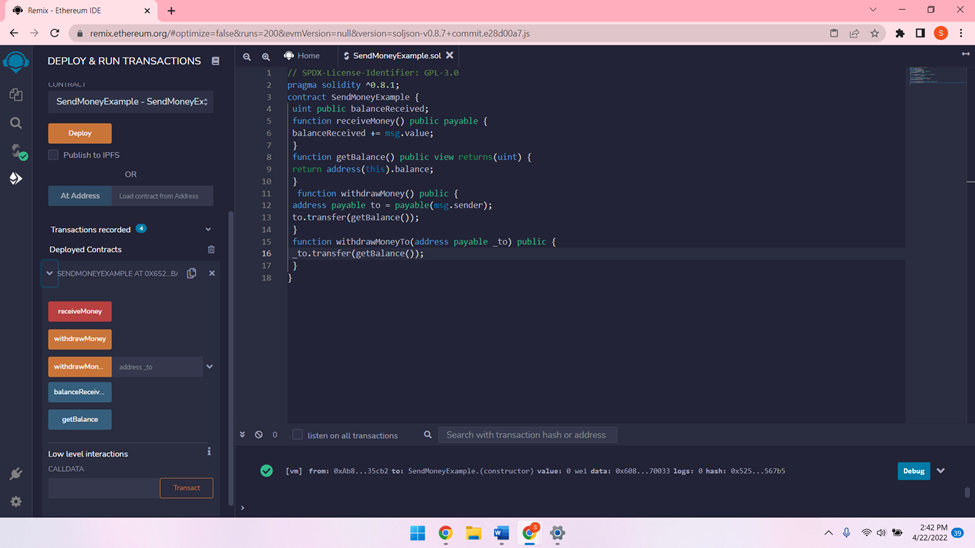 Remix - Ethereum IDE
remix.ethereum.org/#optimize=false&runs=200&evmVersion=null&version=soljson-v0.8.7+commit.e28d00a7.js
S
DEPLOY & RUN TRANSACTIONS
Home
SendMoneyExample.sol
CONTRACT
SendMoneyExample - SendMoneyEx
Deploy
Publish to IPFS
OR
At Address
Load contract from Address
Transactions recorded 4
Deployed Contracts
SENDMONEYEXAMPLE AT 0X652...BA
receiveMoney
withdrawMoney
withdrawMon... address _to
balanceReceiv...
getBalance
Low level interactions
i
CALLDATA
Transact
1 // SPDX-License-Identifier: GPL-3.0
2 pragma solidity ^0.8.1;
3 contract SendMoneyExample {
4 uint public balanceReceived;
5 function receiveMoney() public payable {
6 balanceReceived += msg.value;
7 }
8 function getBalance() public view returns(uint) {
9 return address(this).balance;
10 }
11 function withdrawMoney() public {
12 address payable to = payable(msg.sender);
13 to.transfer(getBalance());
14 }
15 function withdrawMoneyTo(address payable _to) public {
16 _to.transfer(getBalance());
17 }
18 }
0 listen on all transactions Search with transaction hash or address
[vm] from: 0xAb8...35cb2 to: SendMoneyExample.(constructor) value: 0 wei data: 0x608...70033 logs: 0 hash: 0x525...567b5
Debug
>
2:42 PM
4/22/2022
39